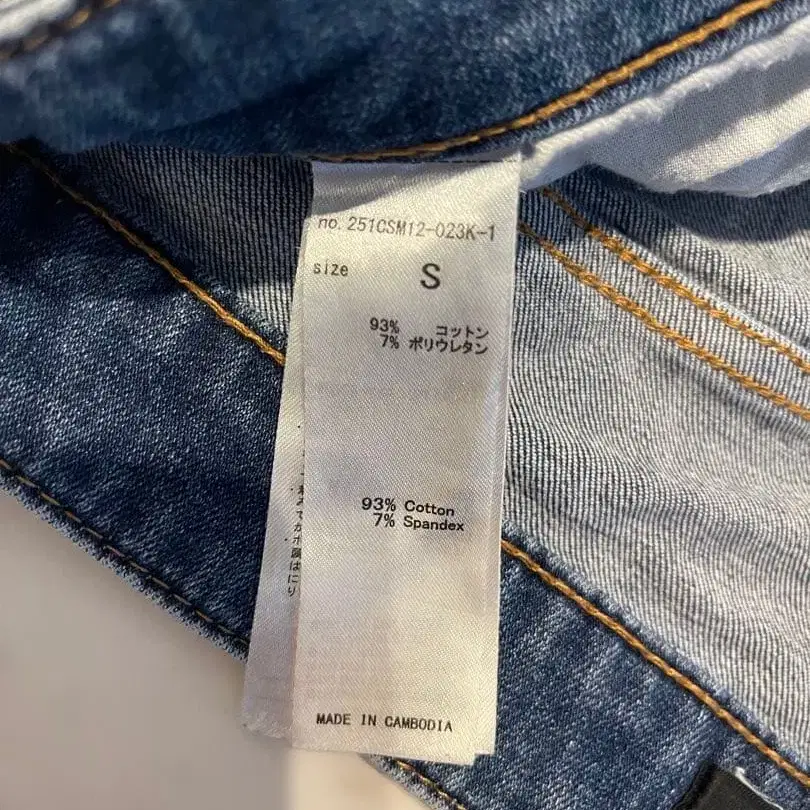 no. 251CSM12-023K-1
size S
93% コットン
7% ポリウレタン
93% Cotton
7% Spandex
MADE IN CAMBODIA